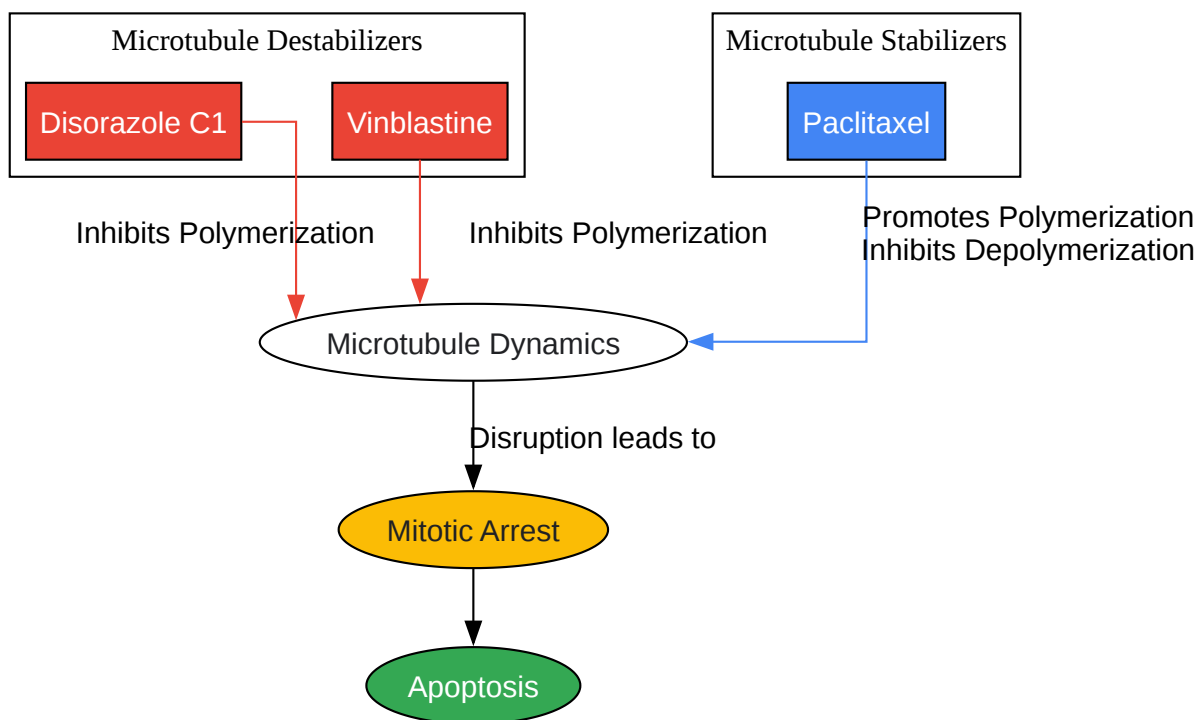 Microtubule Destabilizers
Microtubule Stabilizers
Disorazole C1
Vinblastine
Paclitaxel
Inhibits Polymerization
Inhibits Polymerization
Promotes Polymerization
Inhibits Depolymerization
Microtubule Dynamics
Disruption leads to
Mitotic Arrest
Apoptosis